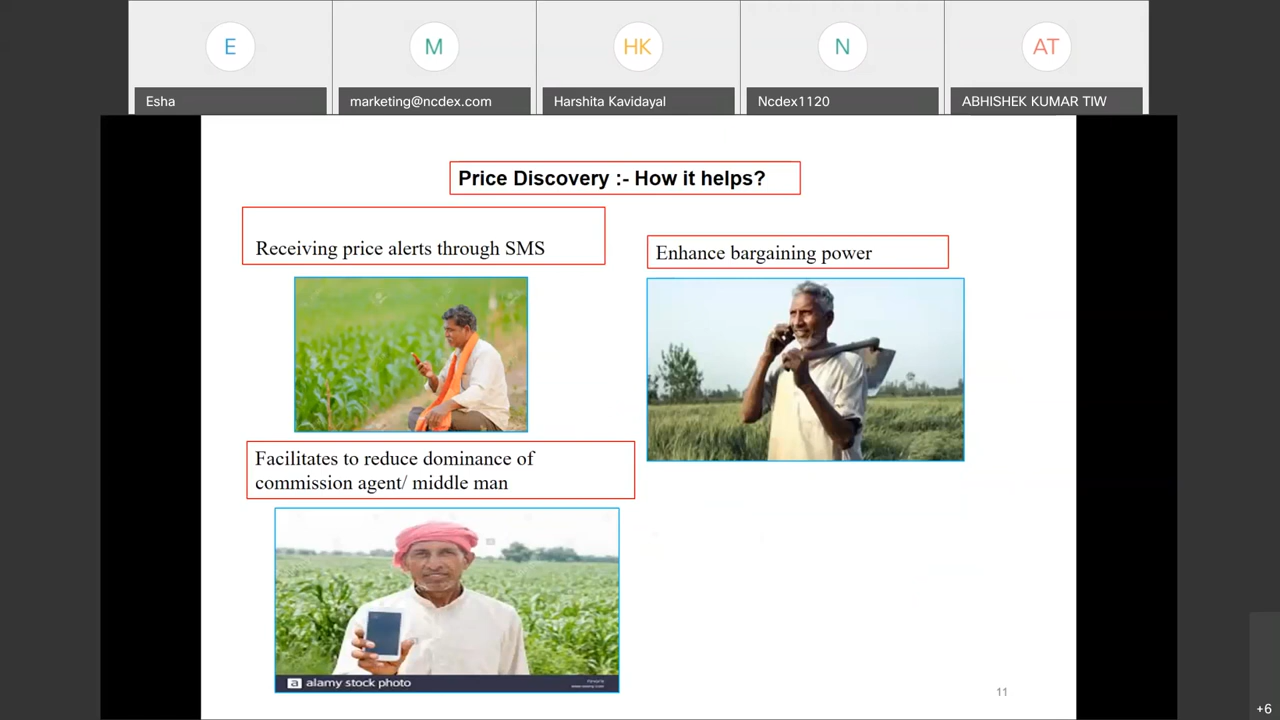 E
M
HK
N
AT
Esha
marketing@ncdex.com
Harshita Kavidayal
Ncdex1120
ABHISHEK KUMAR TIW
Price Discovery :- How it helps?
Receiving price alerts through SMS
Enhance bargaining power
Facilitates to reduce dominance of
commission agent/ middle man
a alamy stock photo
11
+6